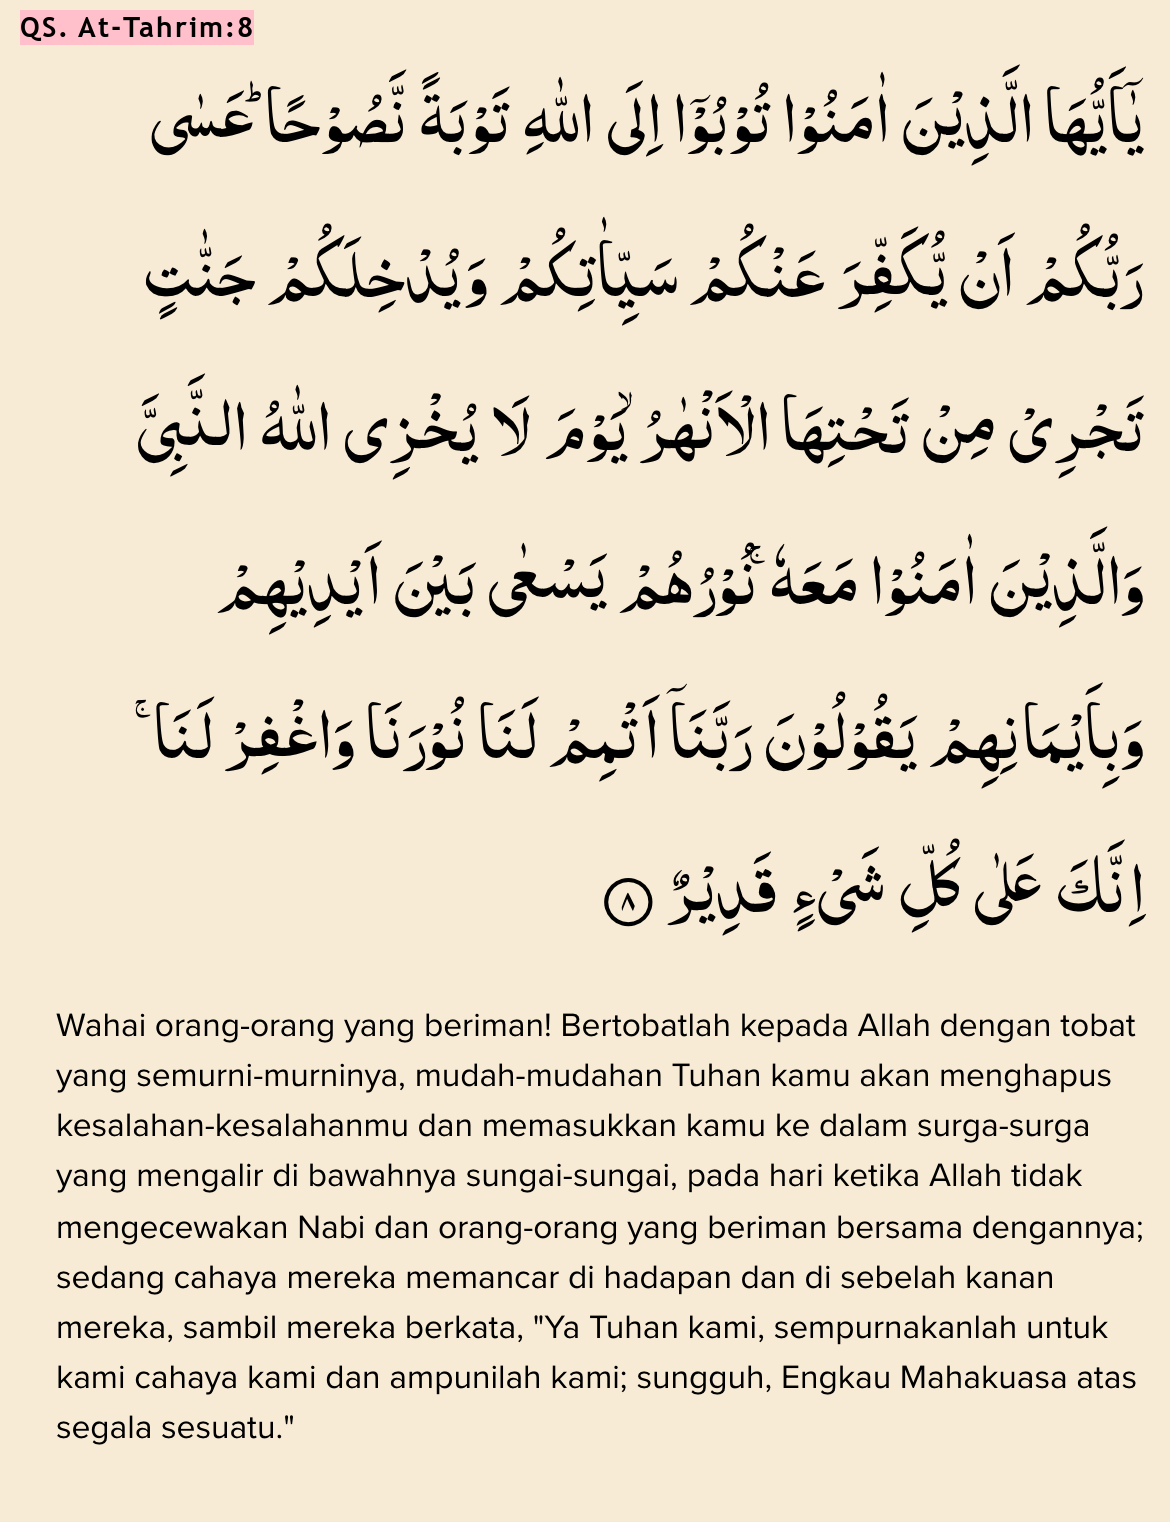 QS. At-Tahrim:8
يٰٓاَيُّهَا الَّذِيْنَ اٰمَنُوْا تُوْبُوْٓا اِلَى اللّٰهِ تَوْبَةً نَّصُوْحًاۗ عَسٰى
رَبُّكُمْ اَنْ يُّكَفِّرَ عَنْكُمْ سَيِّاٰتِكُمْ وَيُدْخِلَكُمْ جَنّٰتٍ
تَجْرِيْ مِنْ تَحْتِهَا الْاَنْهٰرُۙ يَوْمَ لَا يُخْزِى اللّٰهُ النَّبِيَّ
وَالَّذِيْنَ اٰمَنُوْا مَعَهٗۚ نُوْرُهُمْ يَسْعٰى بَيْنَ اَيْدِيْهِمْ
وَبِاَيْمَانِهِمْ يَقُوْلُوْنَ رَبَّنَآ اَتْمِمْ لَنَا نُوْرَنَا وَاغْفِرْ لَنَاۚ
اِنَّكَ عَلٰى كُلِّ شَيْءٍ قَدِيْرٌ ٨
Wahai orang-orang yang beriman! Bertobatlah kepada Allah dengan tobat
yang semurni-murninya, mudah-mudahan Tuhan kamu akan menghapus
kesalahan-kesalahanmu dan memasukkan kamu ke dalam surga-surga
yang mengalir di bawahnya sungai-sungai, pada hari ketika Allah tidak
mengecewakan Nabi dan orang-orang yang beriman bersama dengannya;
sedang cahaya mereka memancar di hadapan dan di sebelah kanan
mereka, sambil mereka berkata, "Ya Tuhan kami, sempurnakanlah untuk
kami cahaya kami dan ampunilah kami; sungguh, Engkau Mahakuasa atas
segala sesuatu."